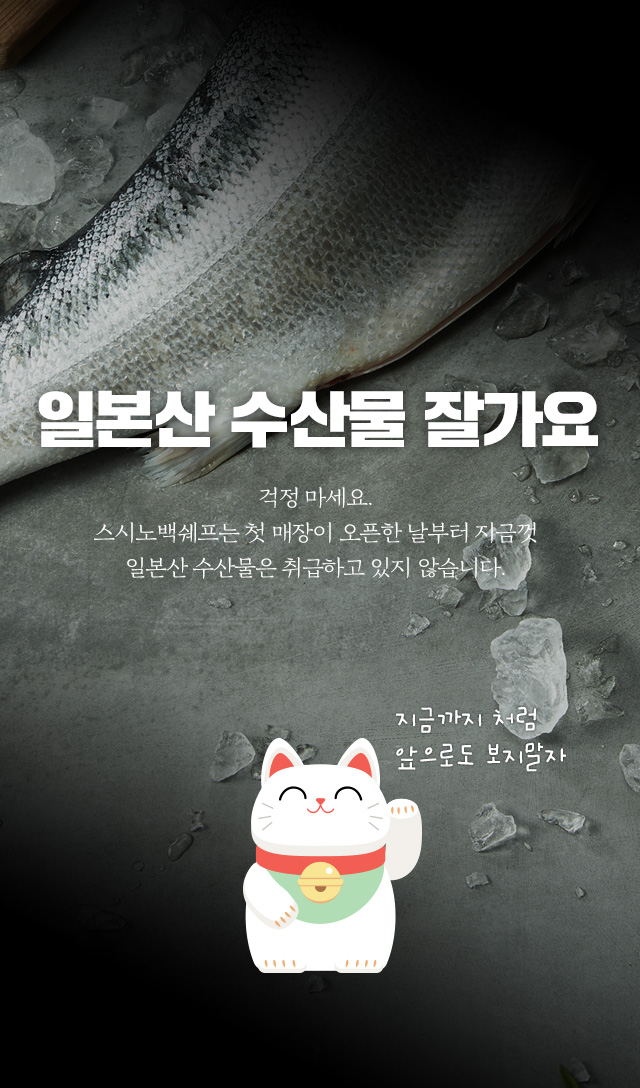 일본산 수산물 잘가요
걱정 마세요.
스시노백쉐프는 첫 매장이 오픈한 날부터 지금껏
일본산 수산물은 취급하고 있지 않습니다.
지금까지 처럼
앞으로도 보지말자